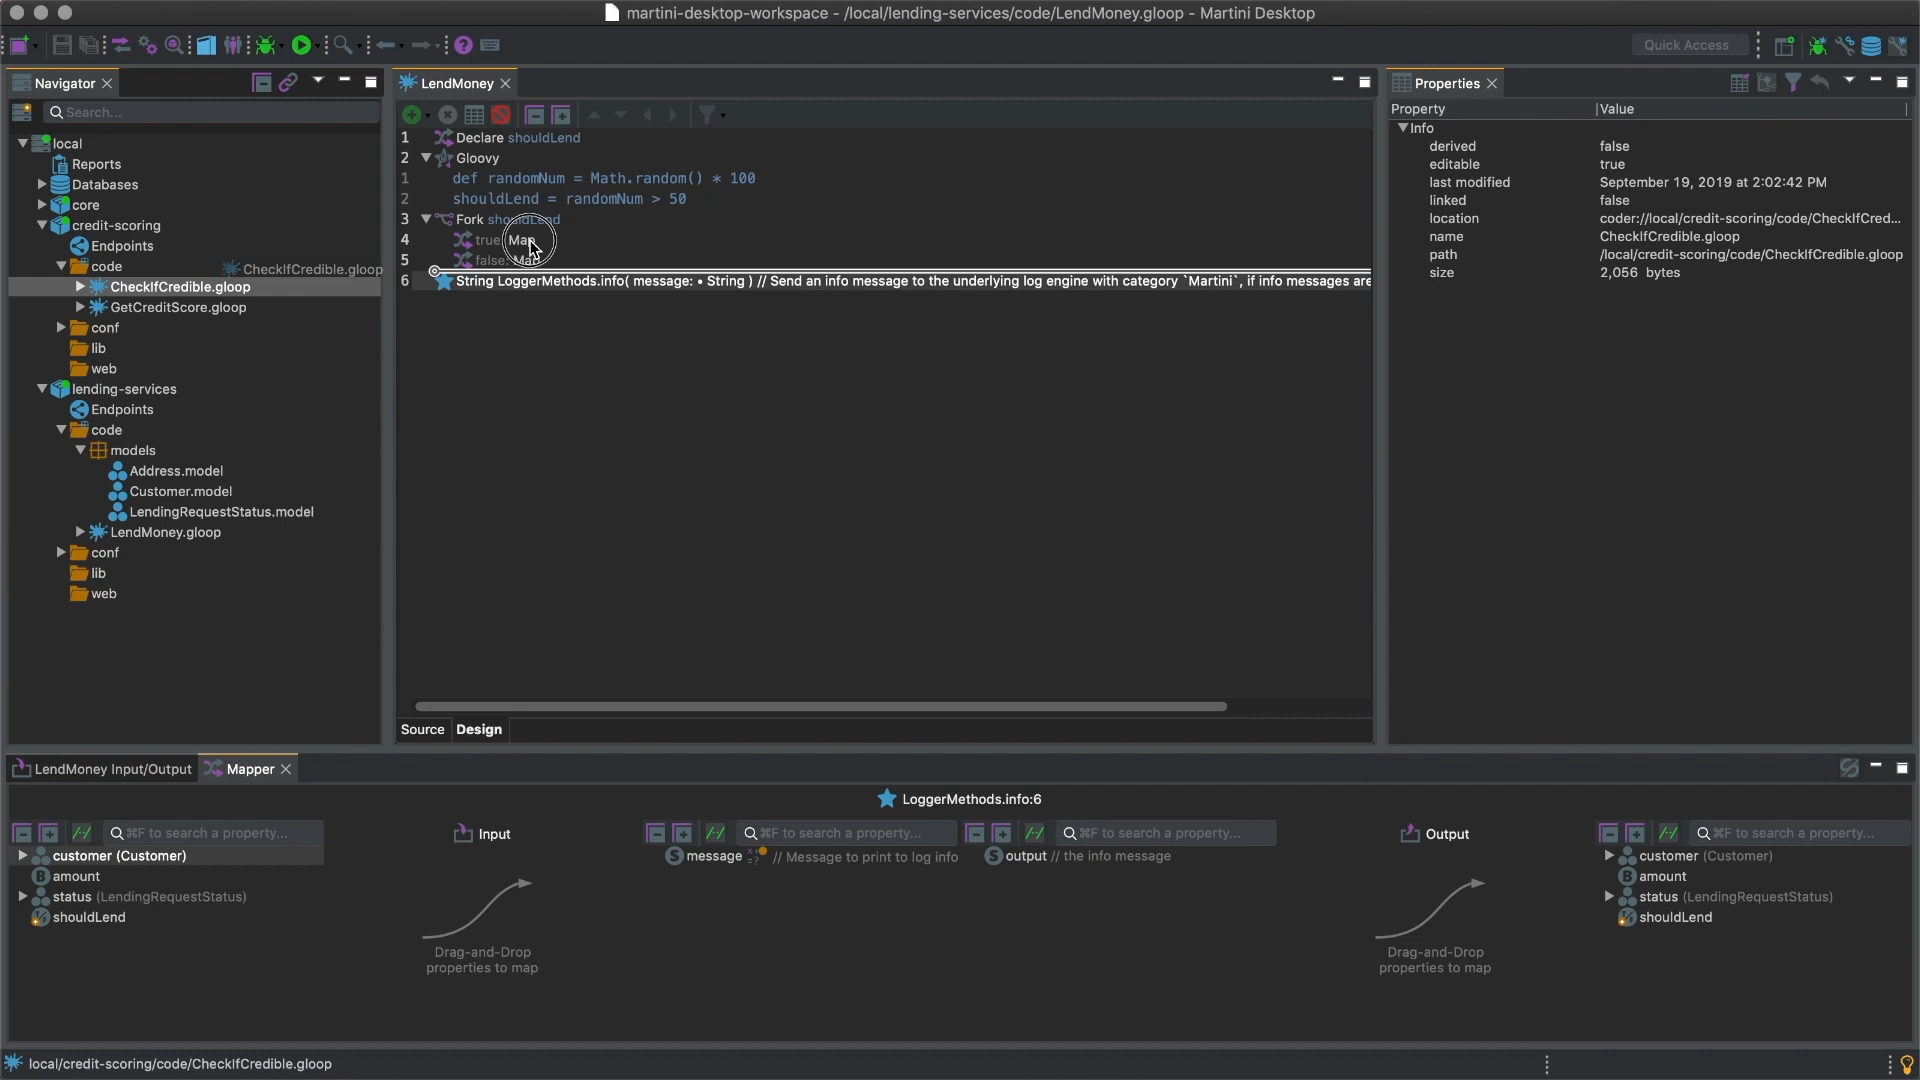 martini-desktop-workspace - /local/lending-services/code/LendMoney.gloop - Martini Desktop
Quick Access
Navigator
Search...
local
Reports
Databases
core
credit-scoring
Endpoints
code
CheckIfCredible.gloop
CheckIfCredible.gloop
GetCreditScore.gloop
conf
lib
web
lending-services
Endpoints
code
models
Address.model
Customer.model
LendingRequestStatus.model
LendMoney.gloop
conf
lib
web
LendMoney
1 Declare shouldLend
2 Gloovy
1 def randomNum = Math.random() * 100
2 shouldLend = randomNum > 50
3 Fork shouldLend
4 true: Map
5 false: Map
6 String LoggerMethods.info( message: • String ) // Send an info message to the underlying log engine with category `Martini`, if info messages are
Source Design
Properties
Property Value
Info
derived false
editable true
last modified September 19, 2019 at 2:02:42 PM
linked false
location coder://local/credit-scoring/code/CheckIfCred...
name CheckIfCredible.gloop
path /local/credit-scoring/code/CheckIfCredible.gloop
size 2,056 bytes
LendMoney Input/Output Mapper
LoggerMethods.info:6
⌘F to search a property...
customer (Customer)
amount
status (LendingRequestStatus)
shouldLend
Input
Drag-and-Drop
properties to map
⌘F to search a property...
message // Message to print to log info
⌘F to search a property...
output // the info message
Output
Drag-and-Drop
properties to map
⌘F to search a property...
customer (Customer)
amount
status (LendingRequestStatus)
shouldLend
local/credit-scoring/code/CheckIfCredible.gloop